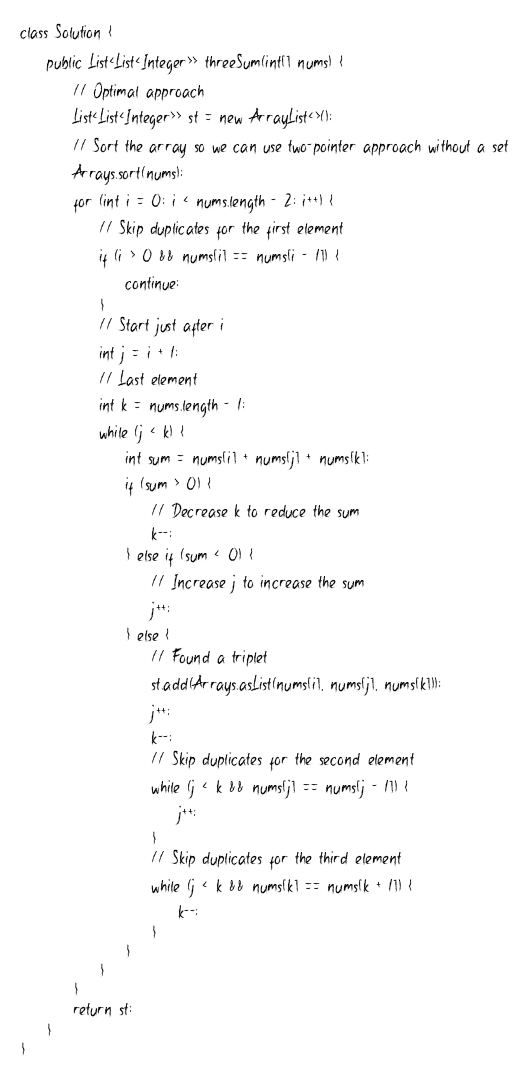 class Solution {
public List<List<Integer>> threeSum(int[] nums) {
// Optimal approach
List<List<Integer>> st = new ArrayList<>();
// Sort the array so we can use two-pointer approach without a set
Arrays.sort(nums);
for (int i = 0; i < nums.length - 2; i++) {
// Skip duplicates for the first element
if (i > 0 && nums[i] == nums[i - 1]) {
continue;
}
// Start just after i
int j = i + 1;
// Last element
int k = nums.length - 1;
while (j < k) {
int sum = nums[i] + nums[j] + nums[k];
if (sum > 0) {
// Decrease k to reduce the sum
k--;
} else if (sum < 0) {
// Increase j to increase the sum
j++;
} else {
// Found a triplet
st.add(Arrays.asList(nums[i], nums[j], nums[k]));
j++;
k--;
// Skip duplicates for the second element
while (j < k && nums[j] == nums[j - 1]) {
j++;
}
// Skip duplicates for the third element
while (j < k && nums[k] == nums[k + 1]) {
k--;
}
}
}
}
return st;
}
}